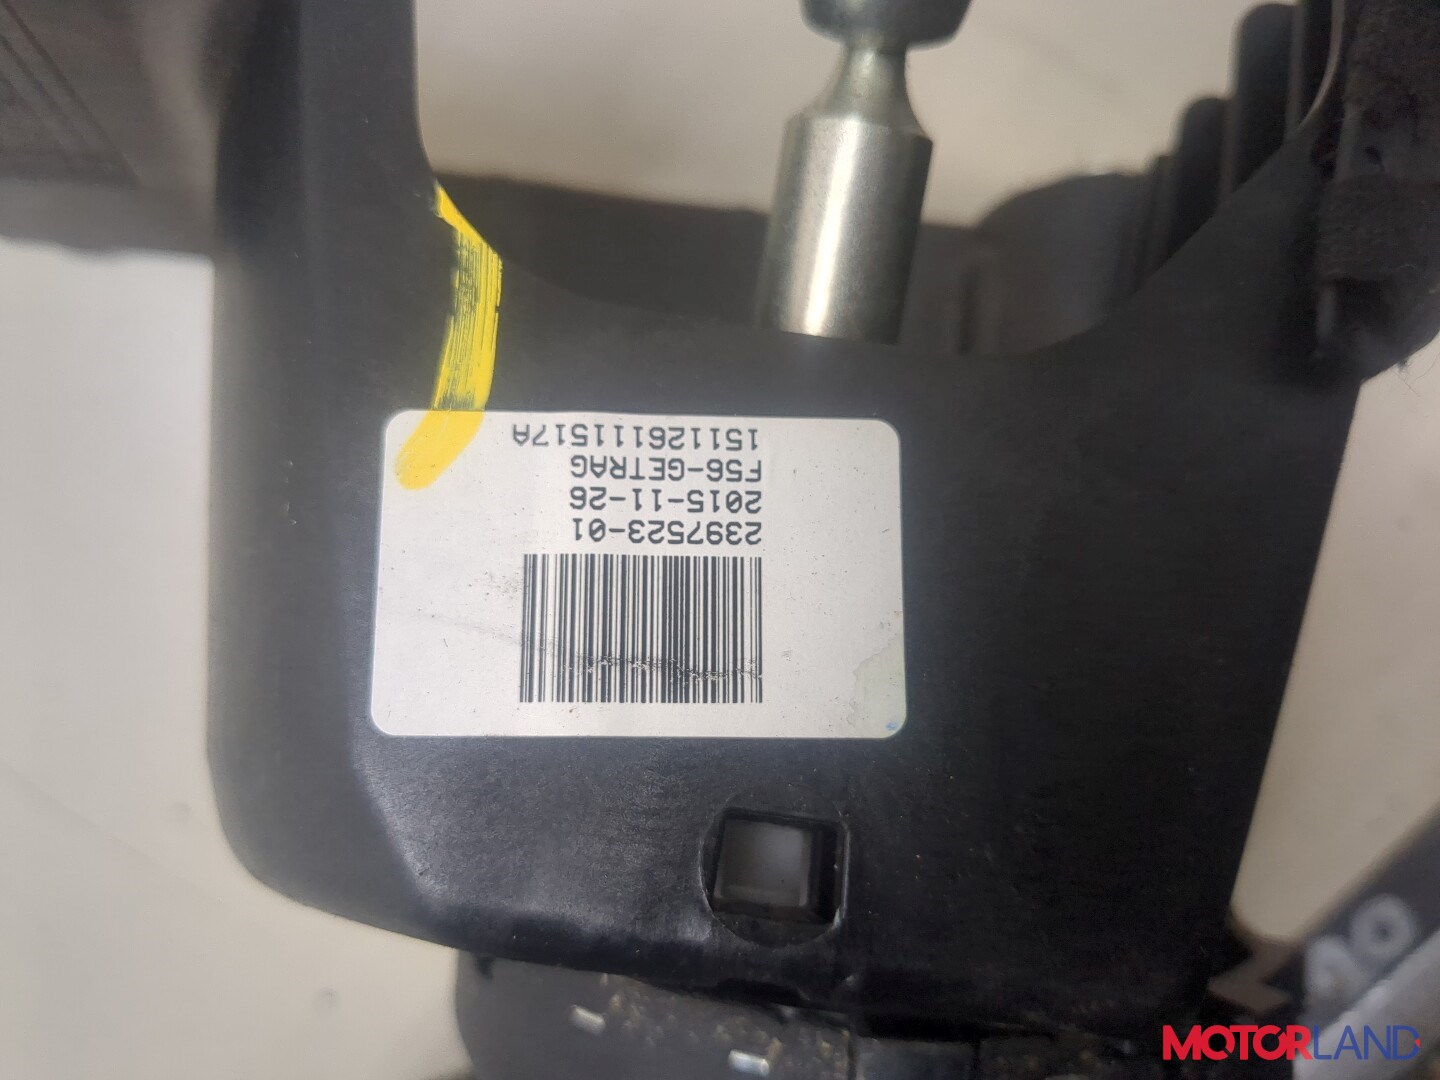 2397523-01
2015-11-26
F56-GETRAG
151126111517A
MOTORLAND